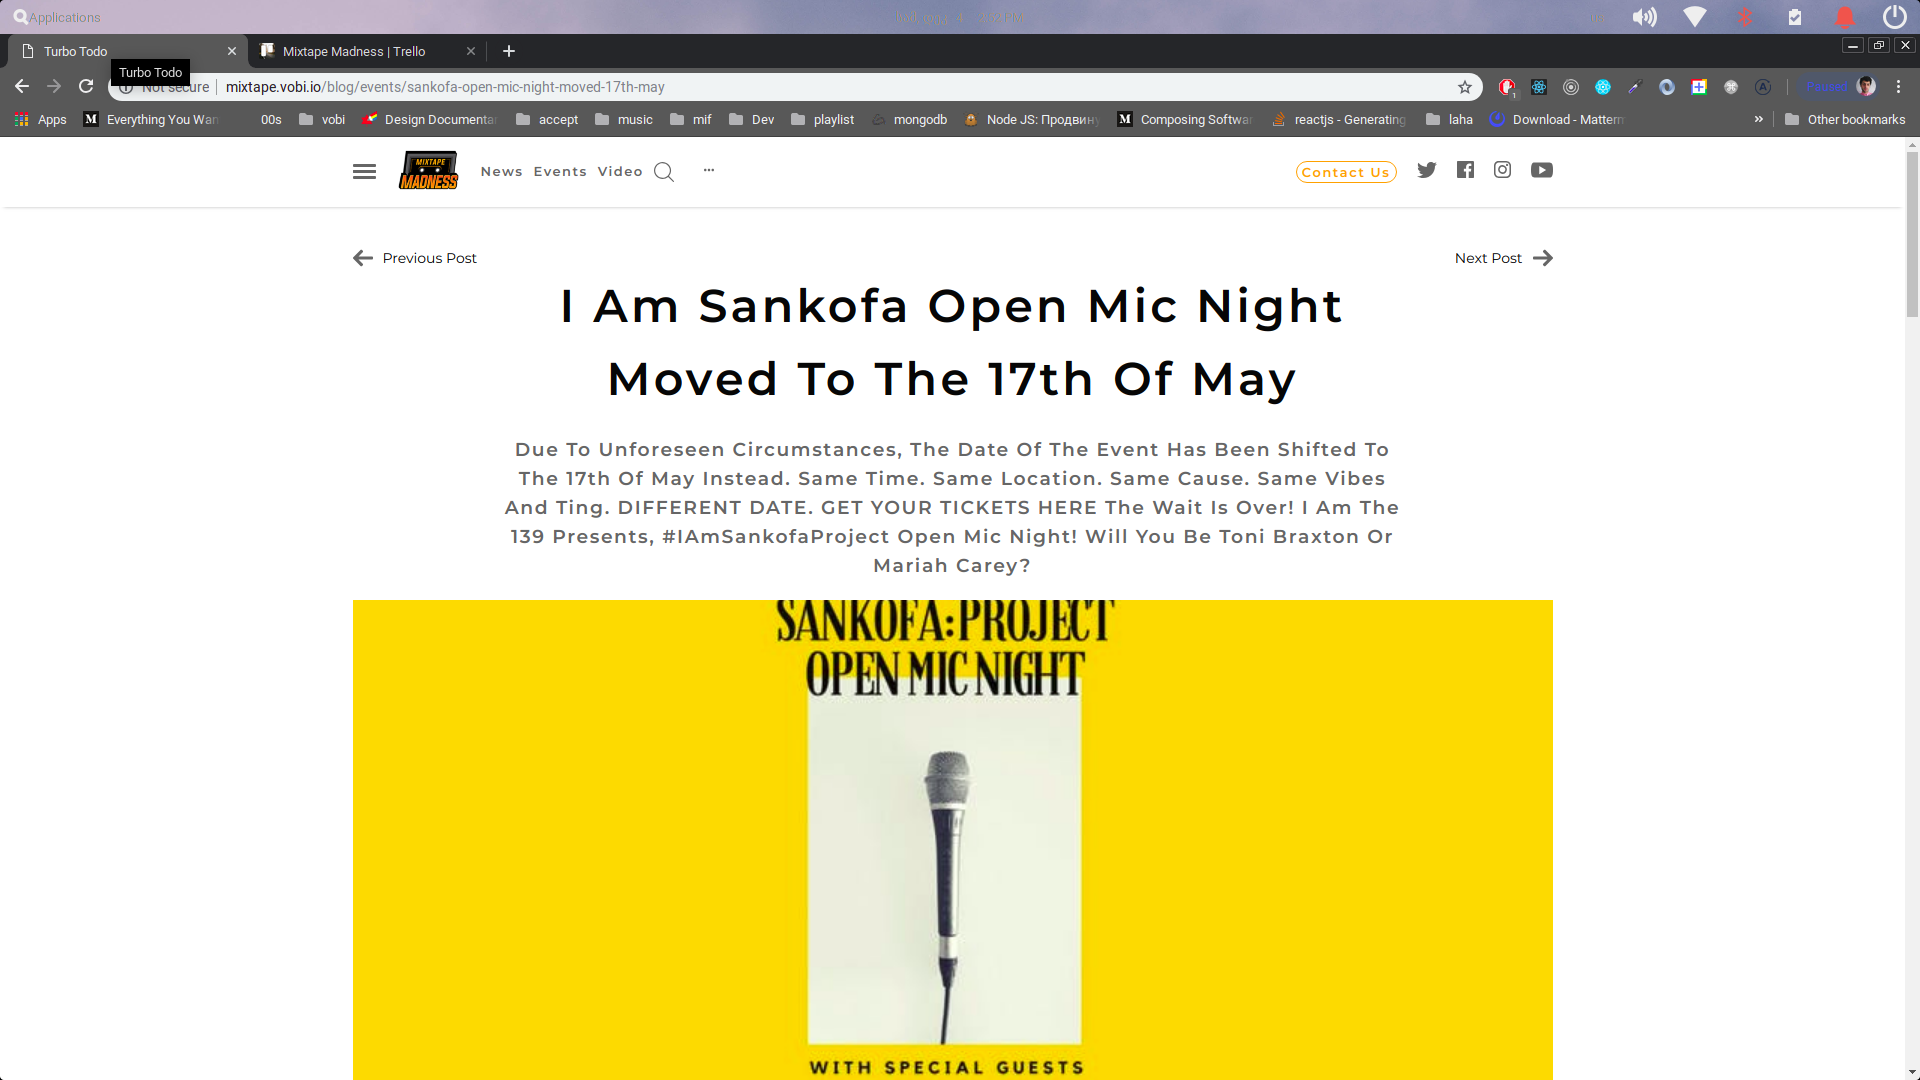 Applications
Turbo Todo
Mixtape Madness | Trello
Turbo Todo
Not secure
mixtape.vobi.io/blog/events/sankofa-open-mic-night-moved-17th-may
Paused
Apps
Everything You Wan
00s
vobi
Design Documenta
accept
music
mif
Dev
playlist
mongodb
Node JS: Продвину
Composing Softwar
reactjs - Generating
laha
Download - Matterm
»
Other bookmarks
MIXTAPE
MADNESS
News Events Video
...
Contact Us
Previous Post
Next Post
I Am Sankofa Open Mic Night
Moved To The 17th Of May
Due To Unforeseen Circumstances, The Date Of The Event Has Been Shifted To
The 17th Of May Instead. Same Time. Same Location. Same Cause. Same Vibes
And Ting. DIFFERENT DATE. GET YOUR TICKETS HERE The Wait Is Over! I Am The
139 Presents, #IAmSankofaProject Open Mic Night! Will You Be Toni Braxton Or
Mariah Carey?
SANKOFA:PROJECT
OPEN MIC NIGHT
WITH SPECIAL GUESTS